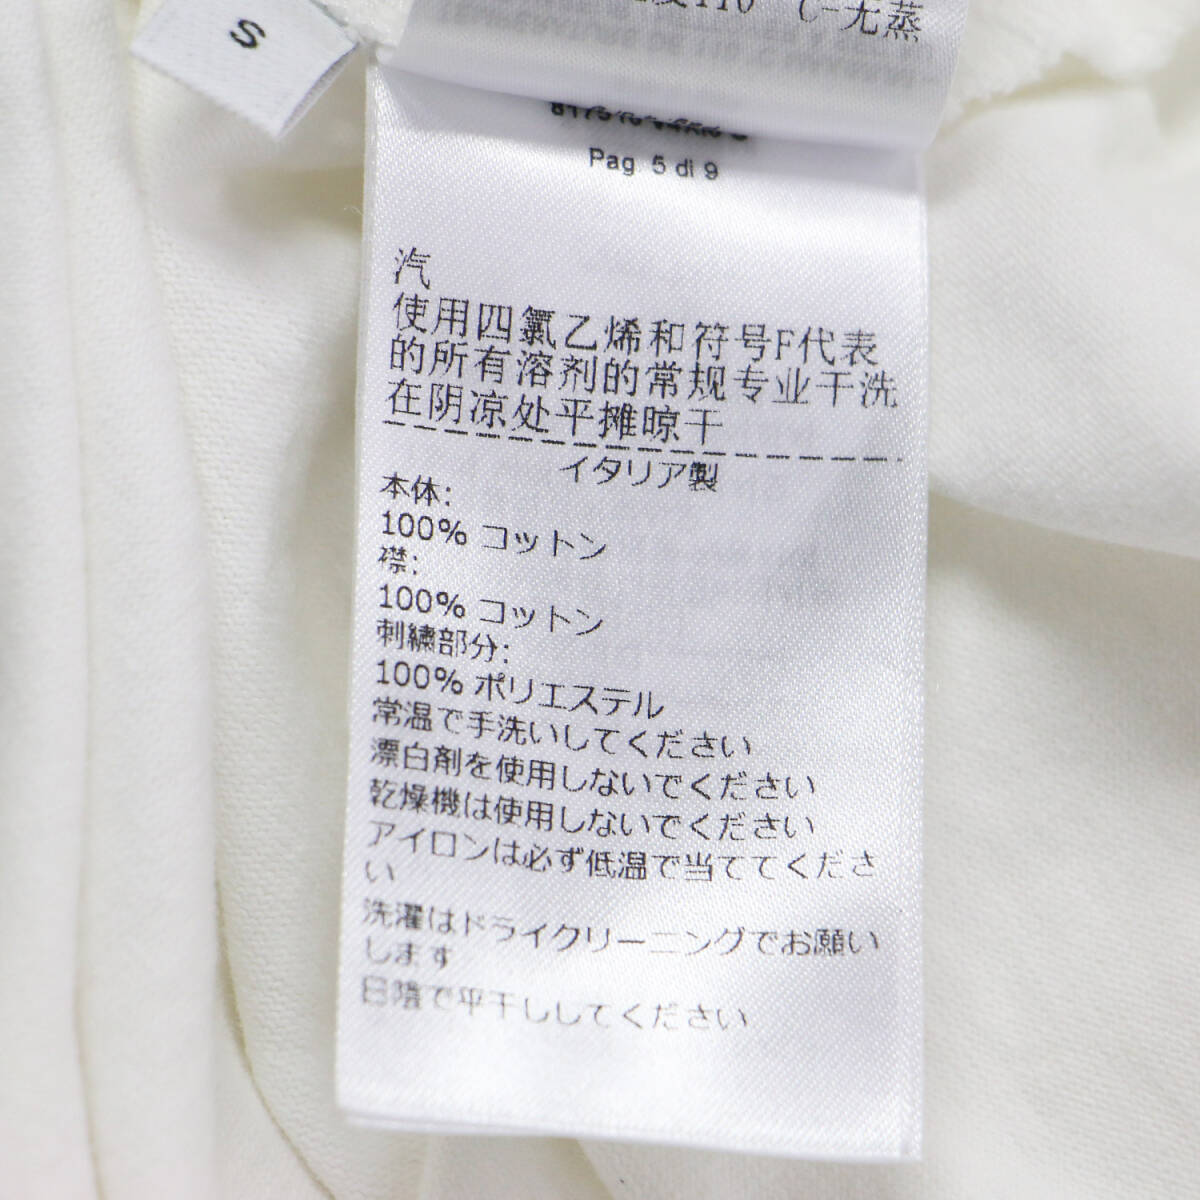 S
C-无蒸
Pag. 5 di 9
汽
使用四氯乙烯和符号F代表
的所有溶剂的常规专业干洗
在阴凉处平摊晾干
イタリア製
本体:
100% コットン
襟:
100% コットン
刺繍部分:
100% ポリエステル
常温で手洗いしてください
漂白剤を使用しないでください
乾燥機は使用しないでください
アイロンは必ず低温で当ててくださ
い
洗濯はドライクリーニングでお願い
します
日陰で平干ししてください